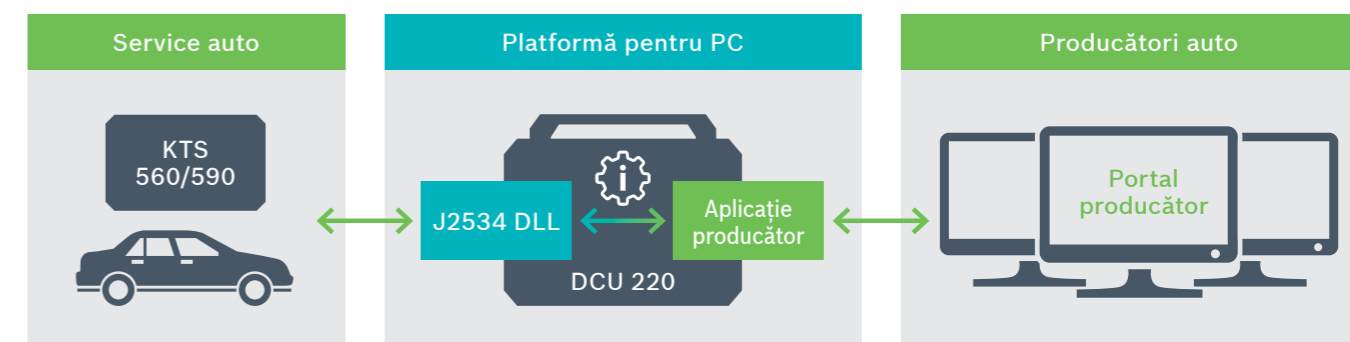 Service auto
Platformă pentru PC
Producători auto
KTS
560/590
J2534 DLL
Aplicație
producător
DCU 220
Portal
producător